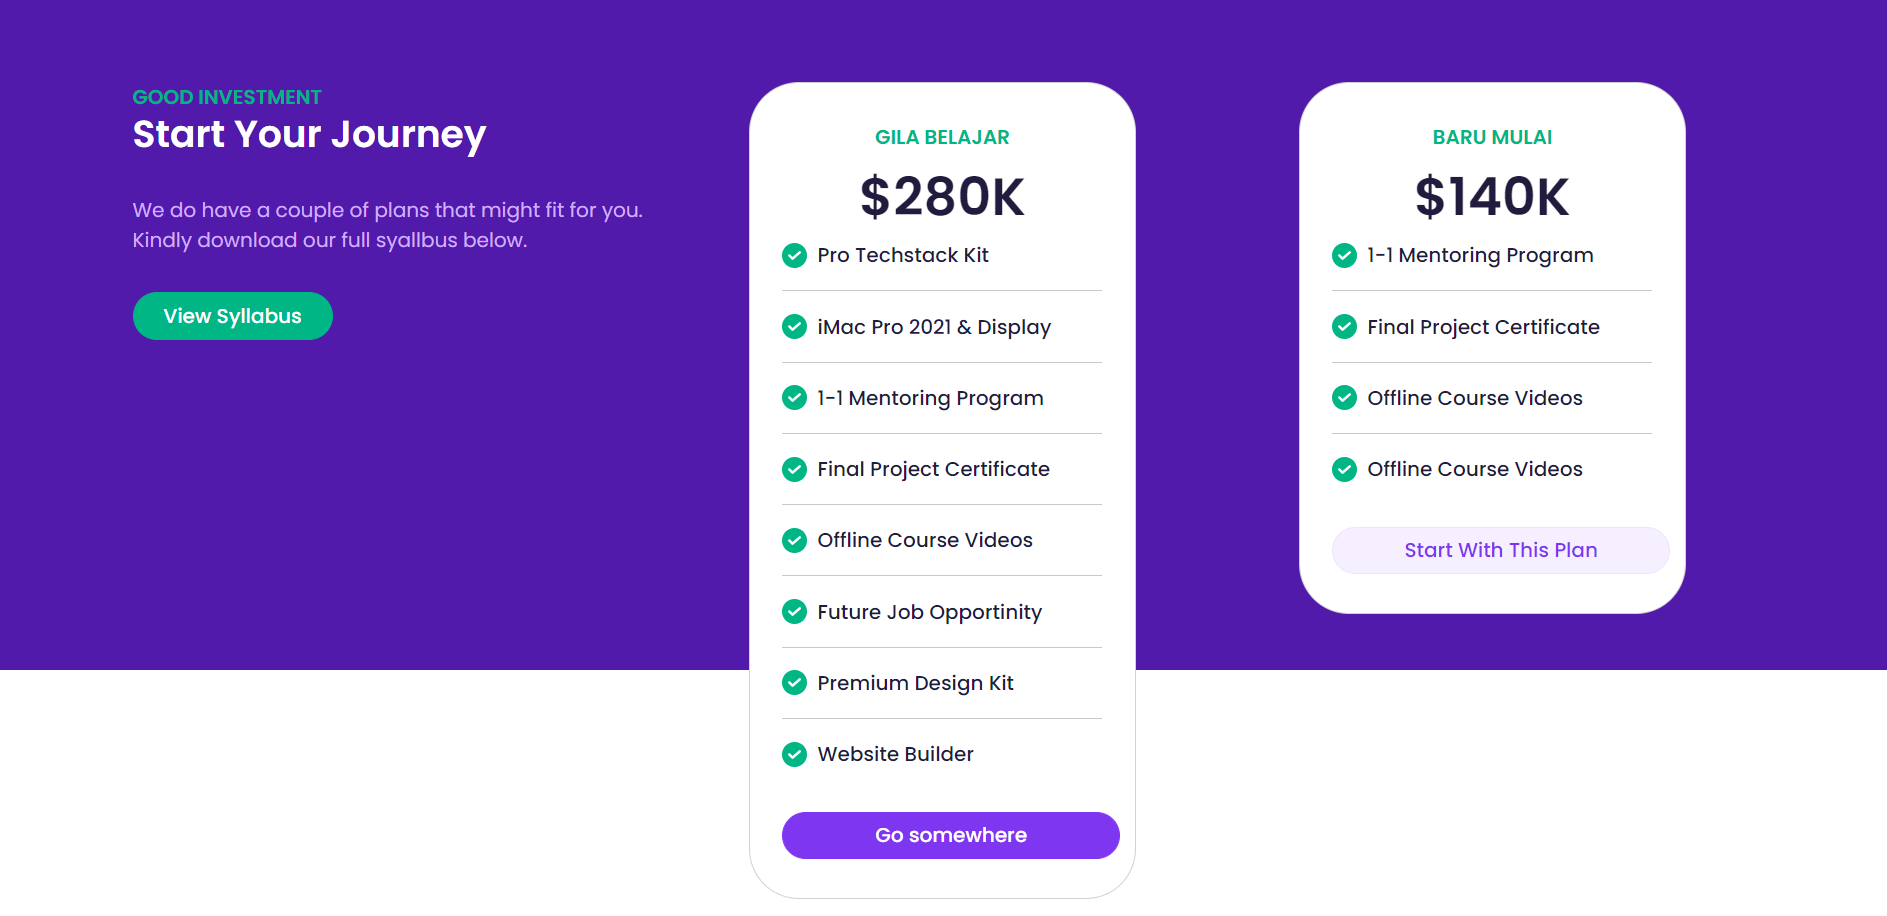 GOOD INVESTMENT
Start Your Journey
We do have a couple of plans that might fit for you.
Kindly download our full syallbus below.
View Syllabus
GILA BELAJAR
$280K
Pro Techstack Kit
iMac Pro 2021 & Display
1-1 Mentoring Program
Final Project Certificate
Offline Course Videos
Future Job Opportinity
Premium Design Kit
Website Builder
Go somewhere
BARU MULAI
$140K
1-1 Mentoring Program
Final Project Certificate
Offline Course Videos
Offline Course Videos
Start With This Plan